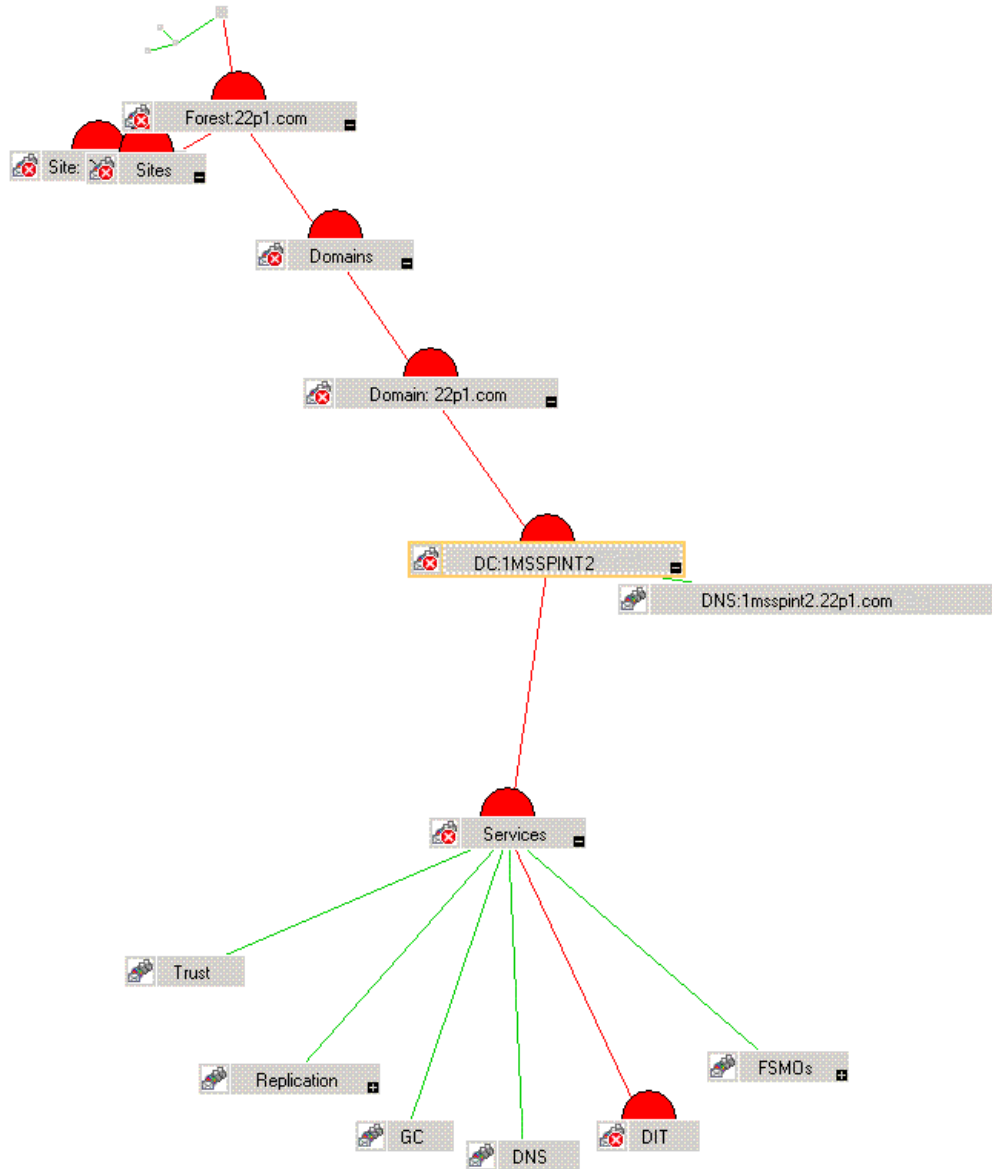 Forest:22p1.com
Site:
Sites
Domains
Domain: 22p1.com
DC:1MSSPINT2
DNS:1msspint2.22p1.com
Services
Trust
Replication
FSMOs
GC
DNS
DIT